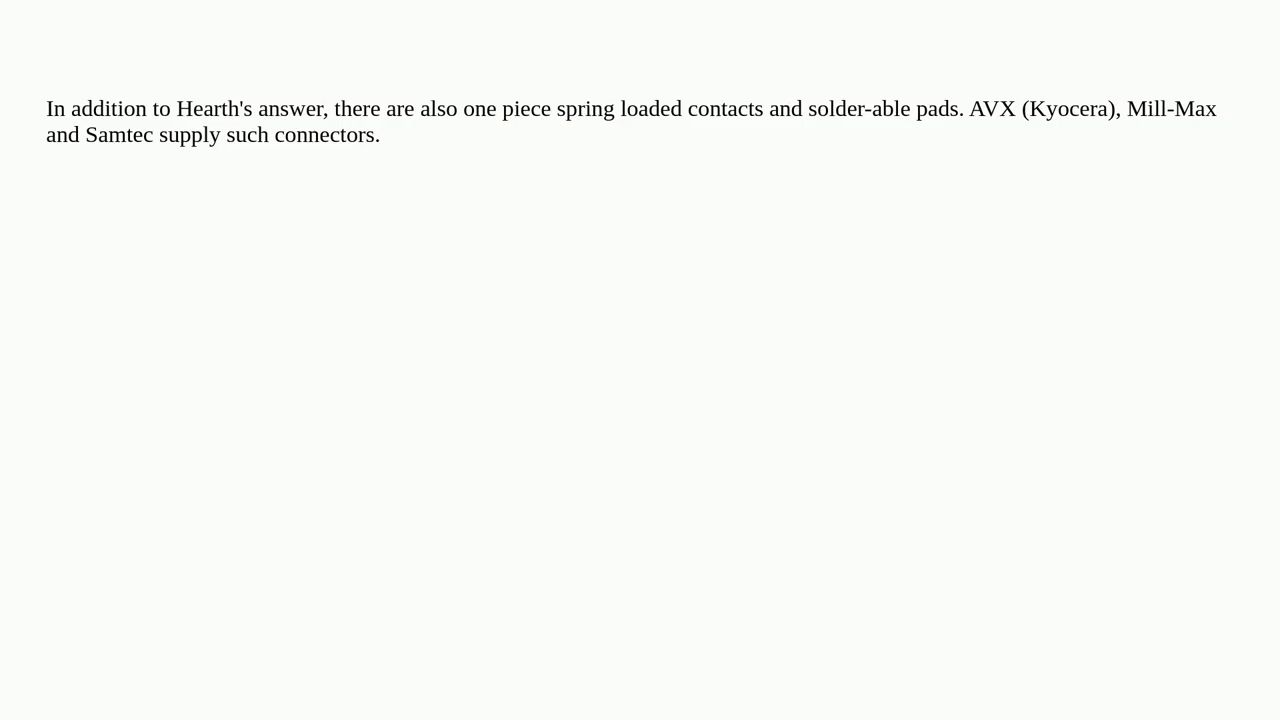 In addition to Hearth's answer, there are also one piece spring loaded contacts and solder-able pads. AVX (Kyocera), Mill-Max
and Samtec supply such connectors.